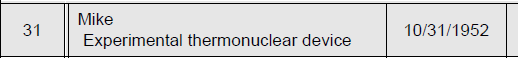 31
Mike
Experimental thermonuclear device
10/31/1952